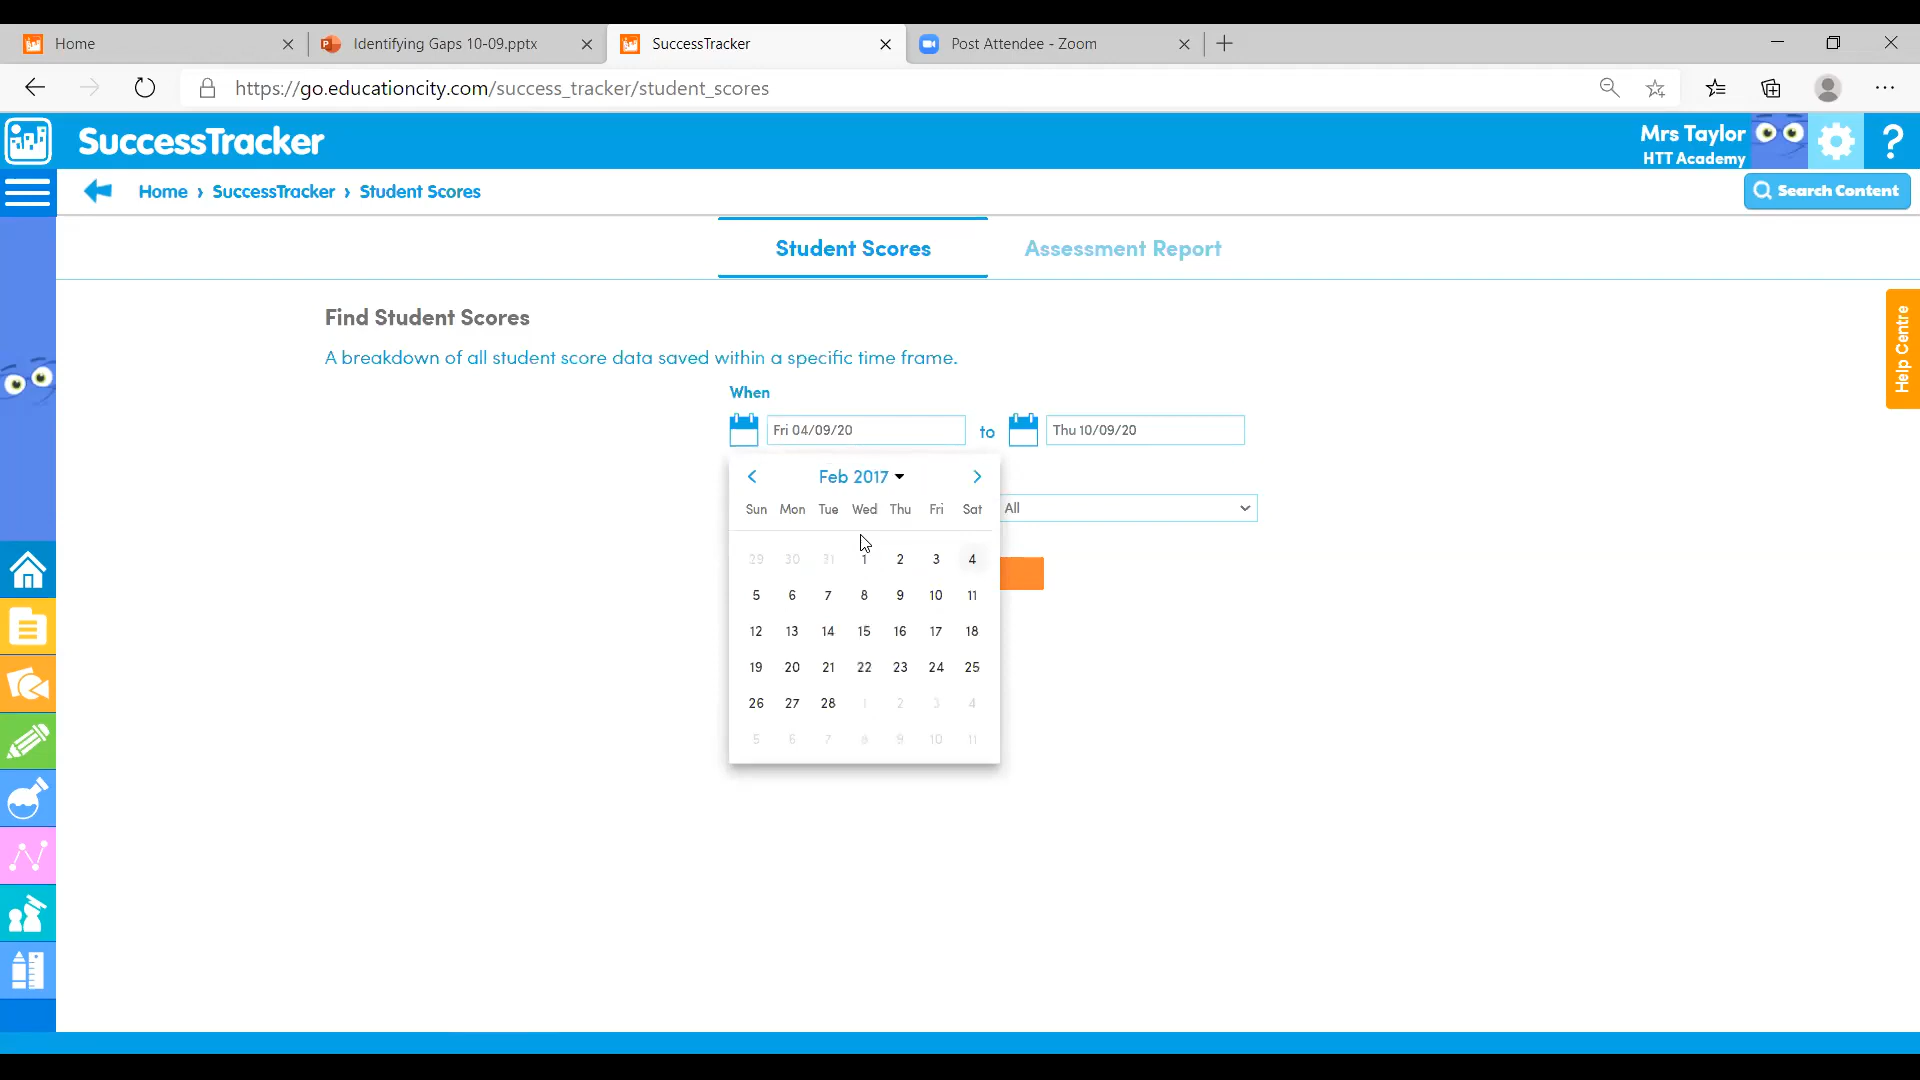 Home
Identifying Gaps 10-09.pptx
SuccessTracker
Post Attendee - Zoom
https://go.educationcity.com/success_tracker/student_scores
SuccessTracker
Mrs Taylor
HTT Academy
?
Home › SuccessTracker › Student Scores
Search Content
Student Scores
Assessment Report
Find Student Scores
A breakdown of all student score data saved within a specific time frame.
Help Centre
When
Fri 04/09/20 to Thu 10/09/20
Feb 2017
All
Sun Mon Tue Wed Thu Fri Sat
29 30 31 1 2 3 4
5 6 7 8 9 10 11
12 13 14 15 16 17 18
19 20 21 22 23 24 25
26 27 28 1 2 3 4
5 6 7 8 9 10 11